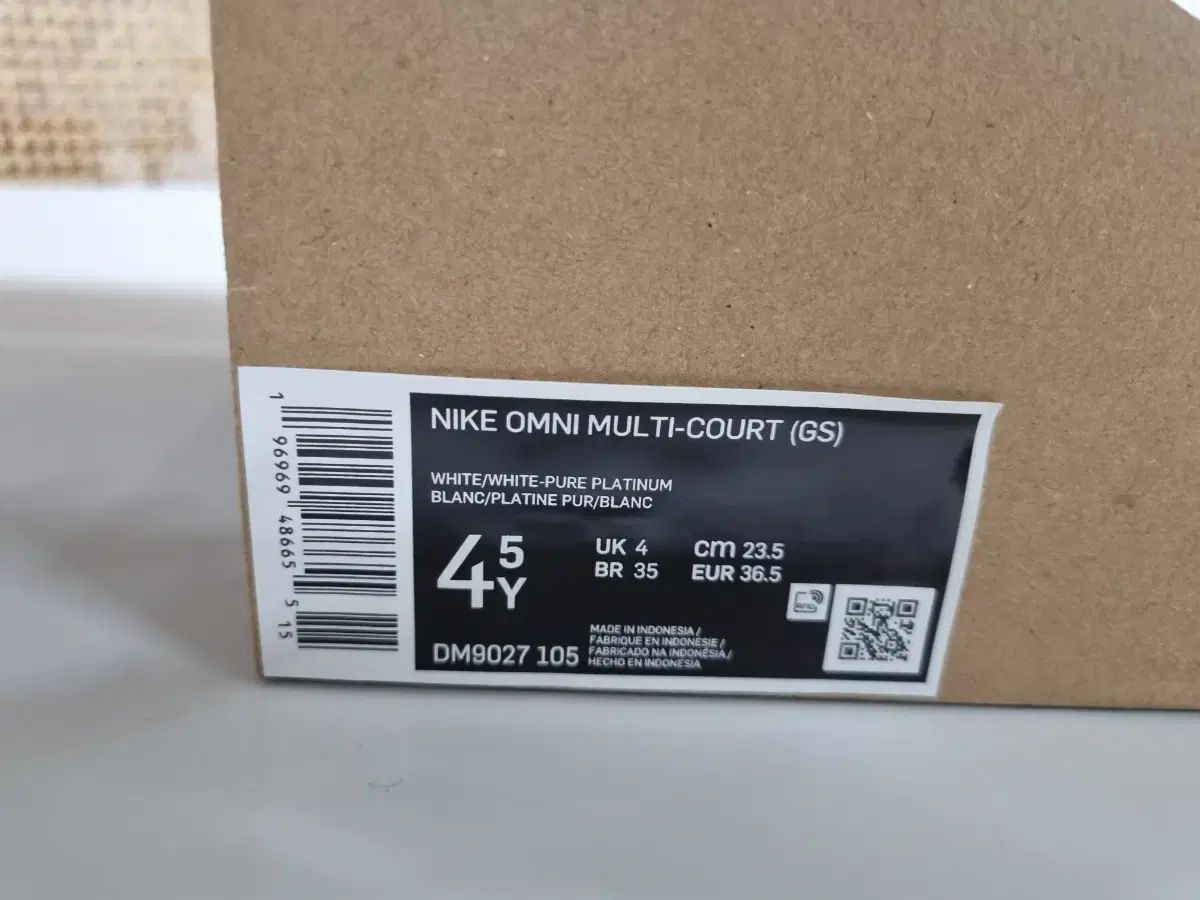 1 96969 48665 5 15
NIKE OMNI MULTI-COURT (GS)
WHITE/WHITE-PURE PLATINUM
BLANC/PLATINE PUR/BLANC
4.5Y
UK 4 cm 23.5
BR 35 EUR 36.5
RFID
DM9027 105
MADE IN INDONESIA /
FABRIQUE EN INDONESIE /
FABRICADO NA INDONÉSIA /
HECHO EN INDONESIA